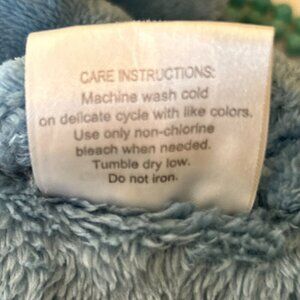 CARE INSTRUCTIONS:
Machine wash cold
on delicate cycle with like colors.
Use only non-chlorine
bleach when needed.
Tumble dry low.
Do not iron.